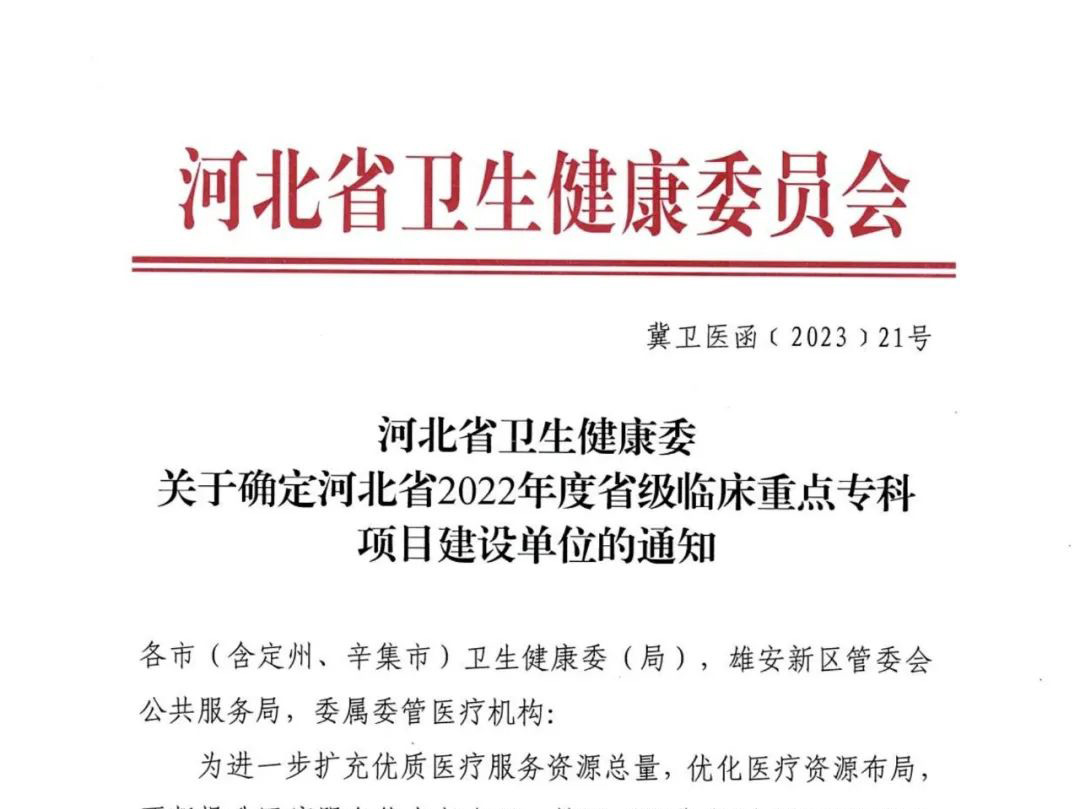 河北省卫生健康委员会
冀卫医函﹝2023﹞21号
河北省卫生健康委
关于确定河北省2022年度省级临床重点专科
项目建设单位的通知
各市（含定州、辛集市）卫生健康委（局），雄安新区管委会
公共服务局，委属委管医疗机构：
为进一步扩充优质医疗服务资源总量，优化医疗资源布局，